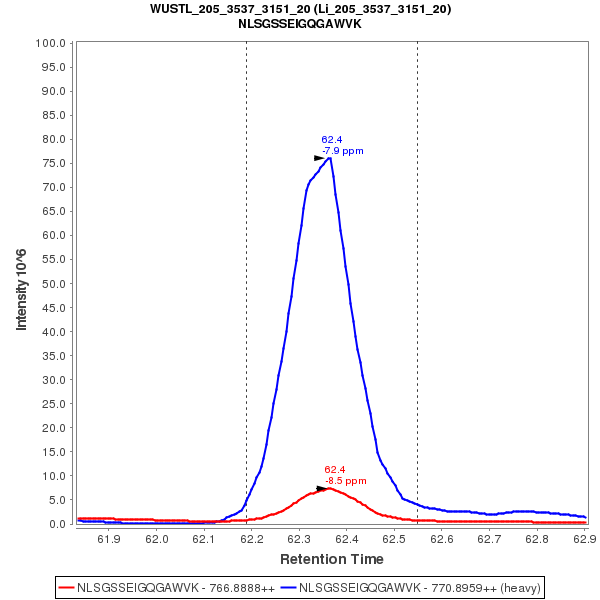 WUSTL_205_3537_3151_20 (Li_205_3537_3151_20)
NLSGSSEIGQGAWVK
100.0
95.0
90.0
85.0
80.0
75.0
70.0
65.0
60.0
55.0
50.0
45.0
40.0
35.0
30.0
25.0
20.0
15.0
10.0
5.0
0.0
Intensity 10^6
62.4
-7.9 ppm
62.4
-8.5 ppm
61.9 62.0 62.1 62.2 62.3 62.4 62.5 62.6 62.7 62.8 62.9
Retention Time
NLSGSSEIGQGAWVK - 766.8888++ NLSGSSEIGQGAWVK - 770.8959++ (heavy)